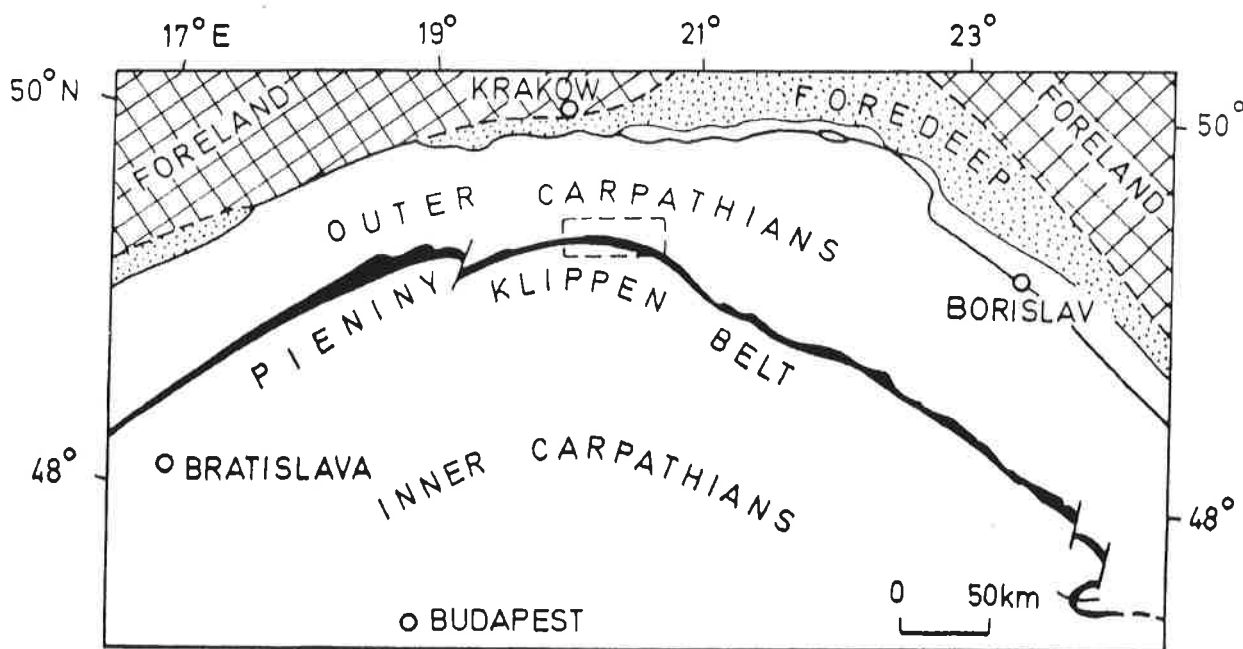 17°E 19° 21° 23°
50°N
50°
KRAKÓW
FORELAND
FOREDEEP
FORELAND
OUTER CARPATHIANS
PIENINY KLIPPEN BELT
BORISLAV
48°
BRATISLAVA
INNER CARPATHIANS
48°
0 50km
BUDAPEST